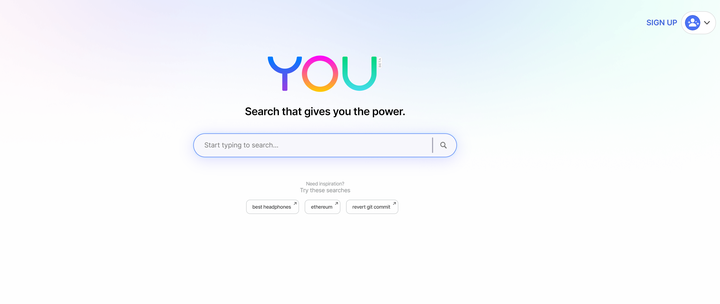 SIGN UP
YOU
Search that gives you the power.
Start typing to search...
Need inspiration?
Try these searches
best headphones
ethereum
revert git commit